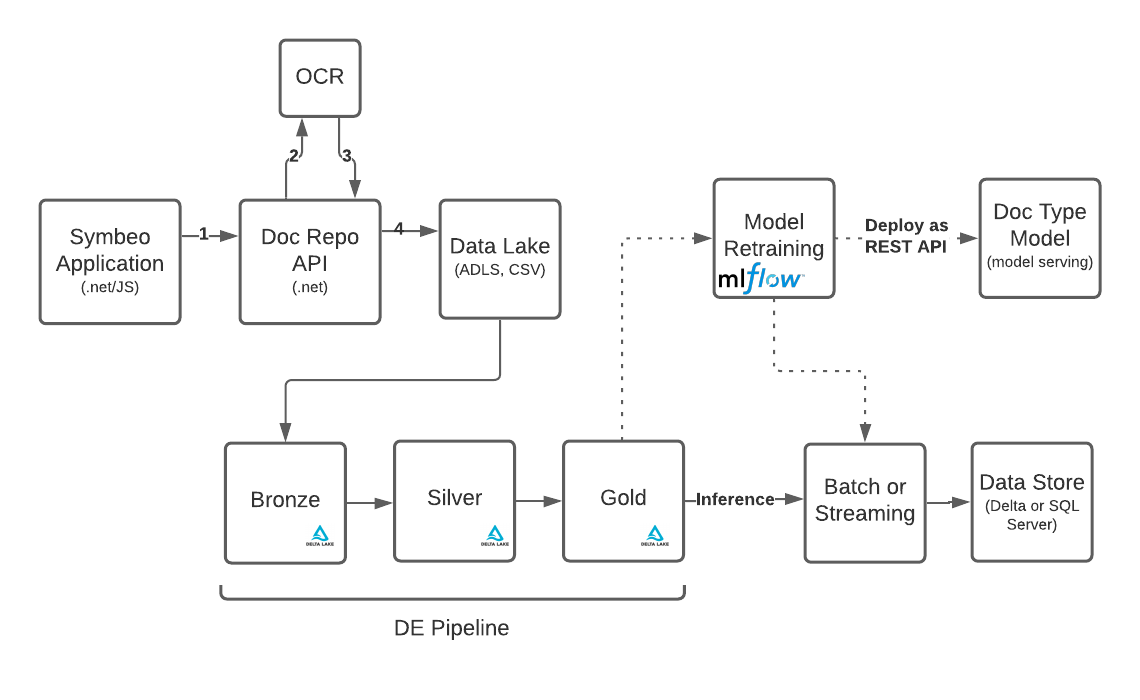 OCR
2
3
Symbeo
Application
(.net/JS)
1
Doc Repo
API
(.net)
4
Data Lake
(ADLS, CSV)
Model
Retraining
mlflow™
Deploy as
REST API
Doc Type
Model
(model serving)
Bronze
DELTA LAKE
Silver
DELTA LAKE
Gold
DELTA LAKE
Inference
Batch or
Streaming
Data Store
(Delta or SQL
Server)
DE Pipeline